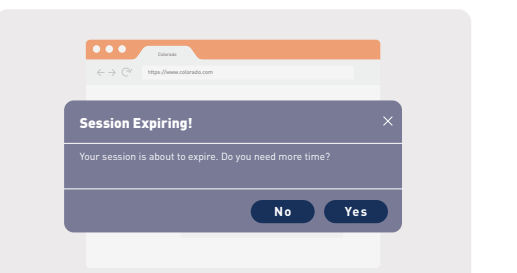 Colorado
https://www.colorado.com
Session Expiring!
Your session is about to expire. Do you need more time?
No
Yes